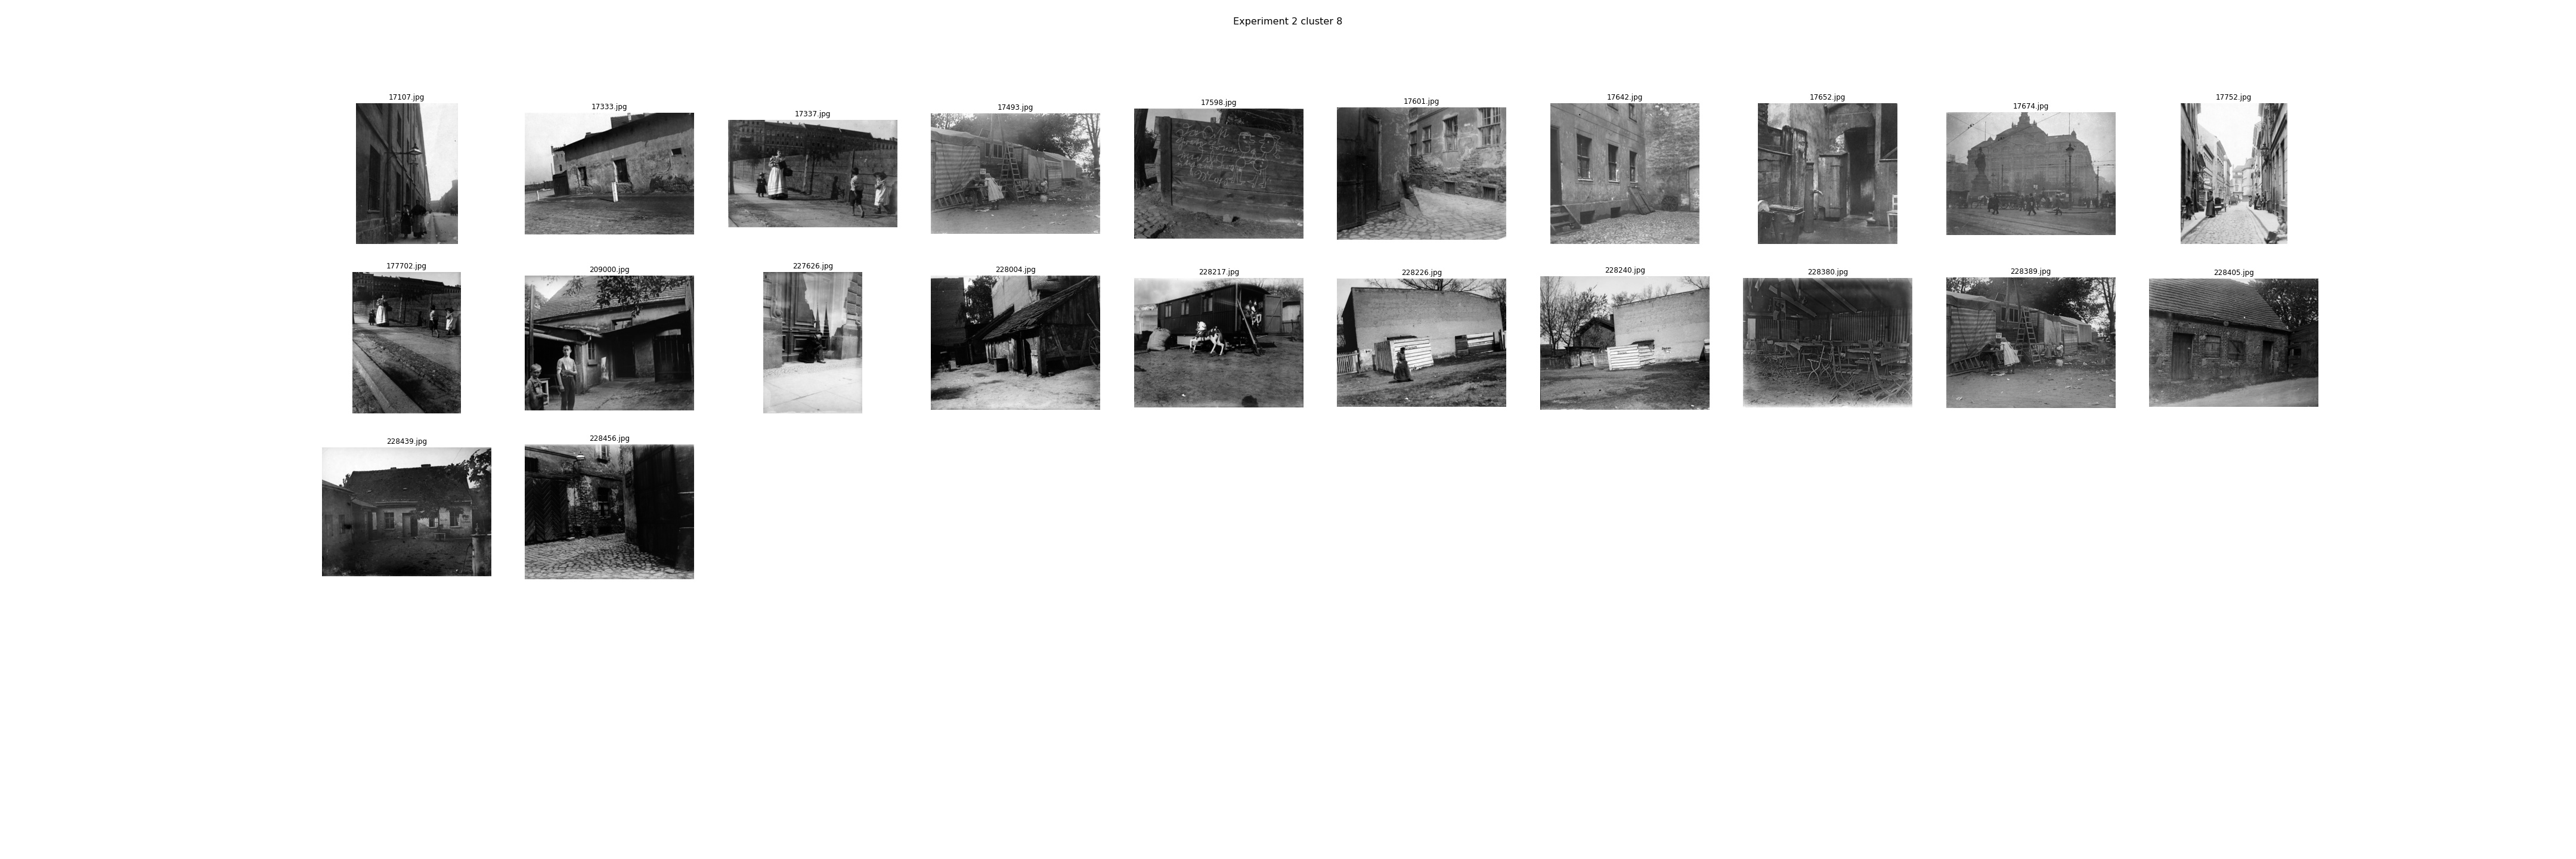 Experiment 2 cluster 8
17107.jpg
17333.jpg
17337.jpg
17493.jpg
17598.jpg
17601.jpg
17642.jpg
17652.jpg
17674.jpg
17752.jpg
177702.jpg
209000.jpg
227626.jpg
228004.jpg
228217.jpg
228226.jpg
228240.jpg
228380.jpg
228389.jpg
228405.jpg
228439.jpg
228456.jpg